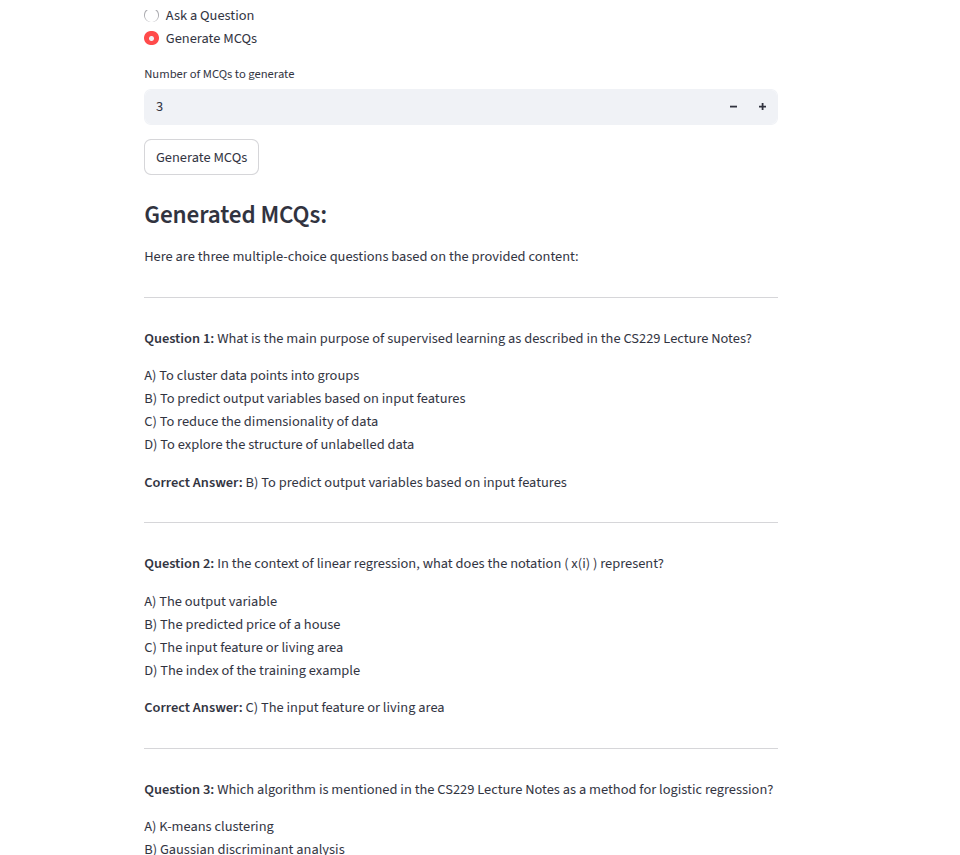 Ask a Question
Generate MCQs
Number of MCQs to generate
3
Generate MCQs
Generated MCQs:
Here are three multiple-choice questions based on the provided content:
Question 1: What is the main purpose of supervised learning as described in the CS229 Lecture Notes?
A) To cluster data points into groups
B) To predict output variables based on input features
C) To reduce the dimensionality of data
D) To explore the structure of unlabelled data
Correct Answer: B) To predict output variables based on input features
Question 2: In the context of linear regression, what does the notation ( x(i) ) represent?
A) The output variable
B) The predicted price of a house
C) The input feature or living area
D) The index of the training example
Correct Answer: C) The input feature or living area
Question 3: Which algorithm is mentioned in the CS229 Lecture Notes as a method for logistic regression?
A) K-means clustering
B) Gaussian discriminant analysis